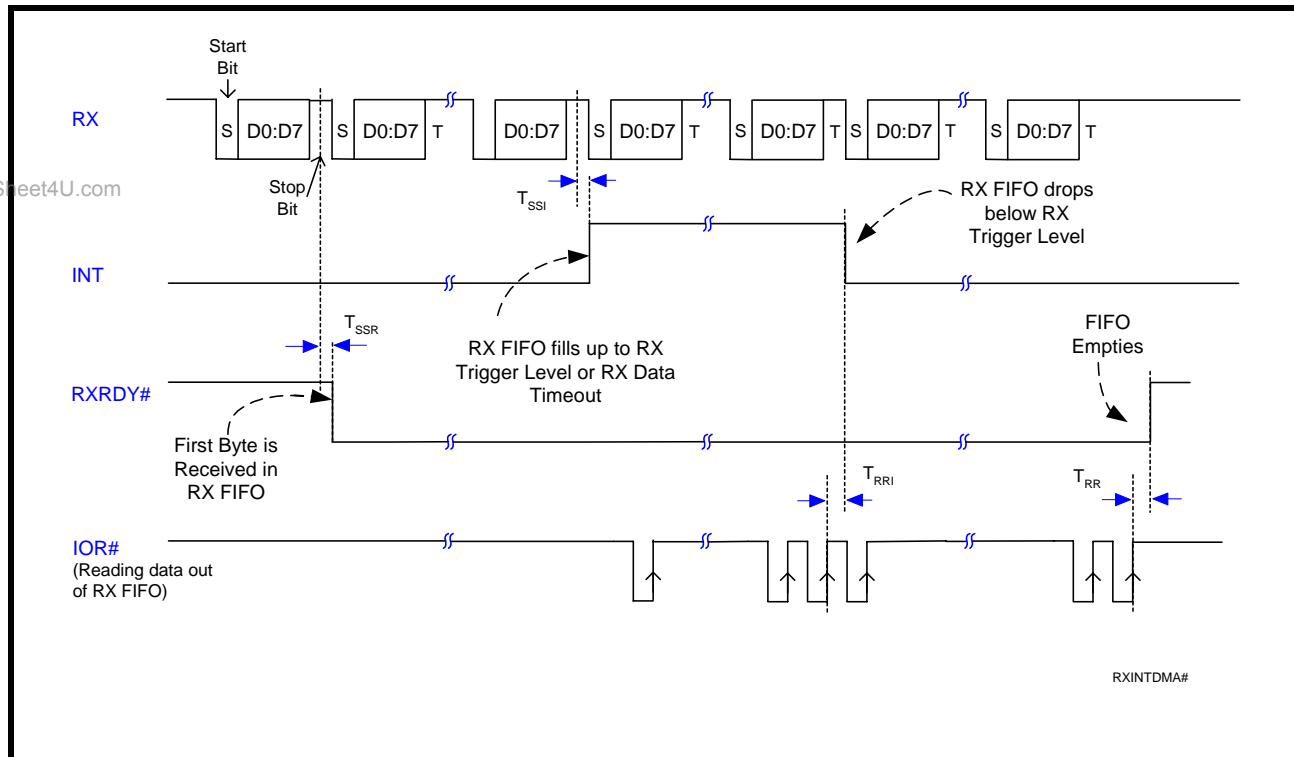 Start
Bit
RX
S D0:D7 S D0:D7 T D0:D7 S D0:D7 T S D0:D7 T S D0:D7 T S D0:D7 T
Sheet4U.com
Stop
Bit
TSSI
RX FIFO drops
below RX
Trigger Level
INT
TSSR
RX FIFO fills up to RX
Trigger Level or RX Data
Timeout
FIFO
Empties
RXRDY#
First Byte is
Received in
RX FIFO
TRRI
TRR
IOR#
(Reading data out
of RX FIFO)
RXINTDMA#